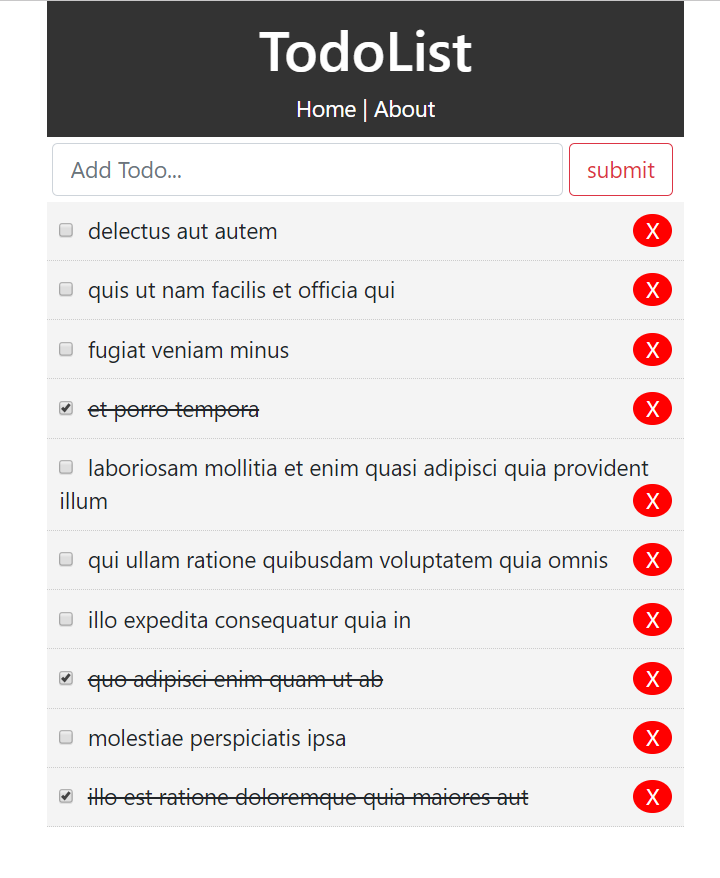 TodoList
Home | About
Add Todo... submit
delectus aut autem X
quis ut nam facilis et officia qui X
fugiat veniam minus X
et porro tempora X
laboriosam mollitia et enim quasi adipisci quia provident
illum X
qui ullam ratione quibusdam voluptatem quia omnis X
illo expedita consequatur quia in X
quo adipisci enim quam ut ab X
molestiae perspiciatis ipsa X
illo est ratione doloremque quia maiores aut X